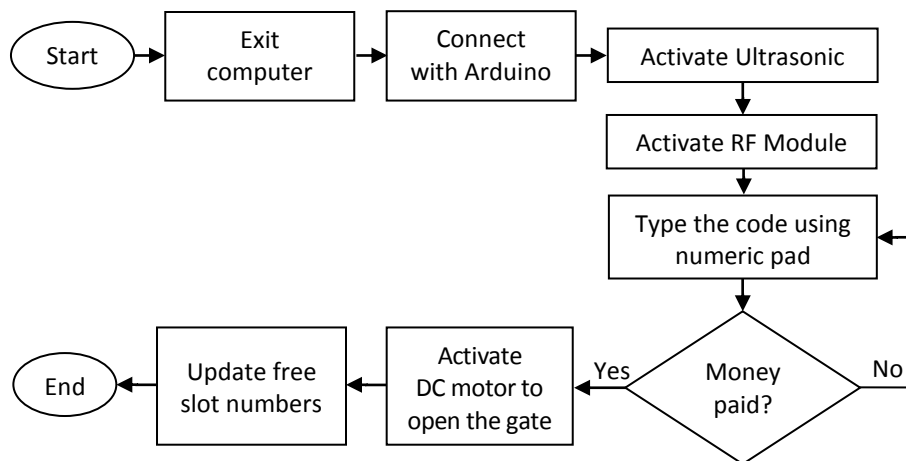 Start
Exit
computer
Connect
with Arduino
Activate Ultrasonic
Activate RF Module
Type the code using
numeric pad
Money
paid?
No
Yes
Activate
DC motor to
open the gate
Update free
slot numbers
End